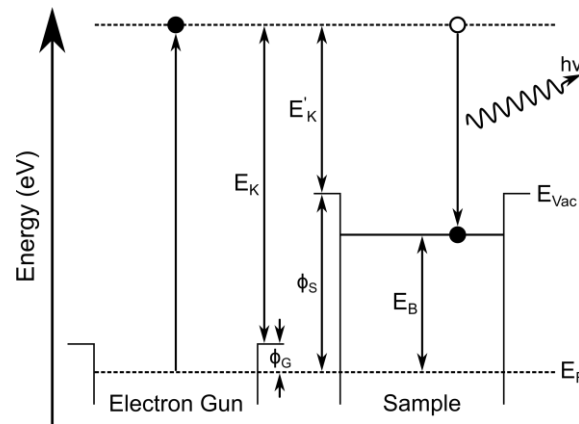 Energy (eV)
hν
E'K
EK
EVac
ϕS
EB
ϕG
EF
Electron Gun
Sample